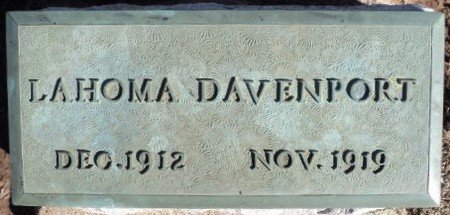 LAHOMA DAVENPORT
DEC. 1912 NOV. 1919